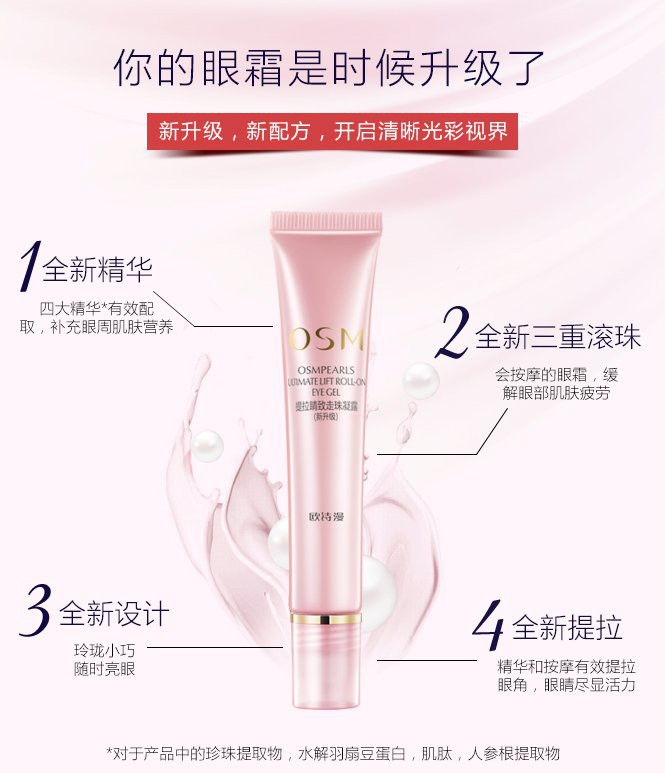 你的眼霜是时候升级了
新升级，新配方，开启清晰光彩视界
1 全新精华
四大精华*有效配
取，补充眼周肌肤营养
2 全新三重滚珠
会按摩的眼霜，缓
解眼部肌肤疲劳
OSM
OSMPEARLS
ULTIMATE LIFT ROLL-ON
EYE GEL
提拉睛致走珠凝露
(新升级)
欧诗漫
3 全新设计
玲珑小巧
随时亮眼
4 全新提拉
精华和按摩有效提拉
眼角，眼睛尽显活力
*对于产品中的珍珠提取物，水解羽扇豆蛋白，肌肽，人参根提取物